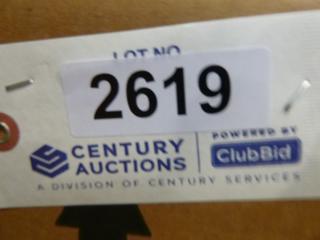 LOT NO.
2619
CENTURY
AUCTIONS
POWERED BY
ClubBid
A DIVISION OF CENTURY SERVICES